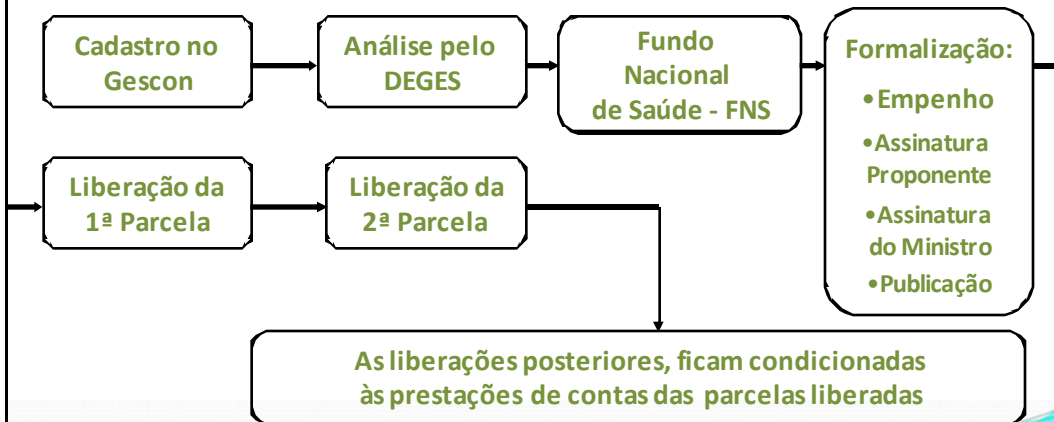 Cadastro no
Gescon
Análise pelo
DEGES
Fundo
Nacional
de Saúde - FNS
Formalização:
•Empenho
•Assinatura
Proponente
•Assinatura
do Ministro
•Publicação
Liberação da
1ª Parcela
Liberação da
2ª Parcela
As liberações posteriores, ficam condicionadas
às prestações de contas das parcelas liberadas